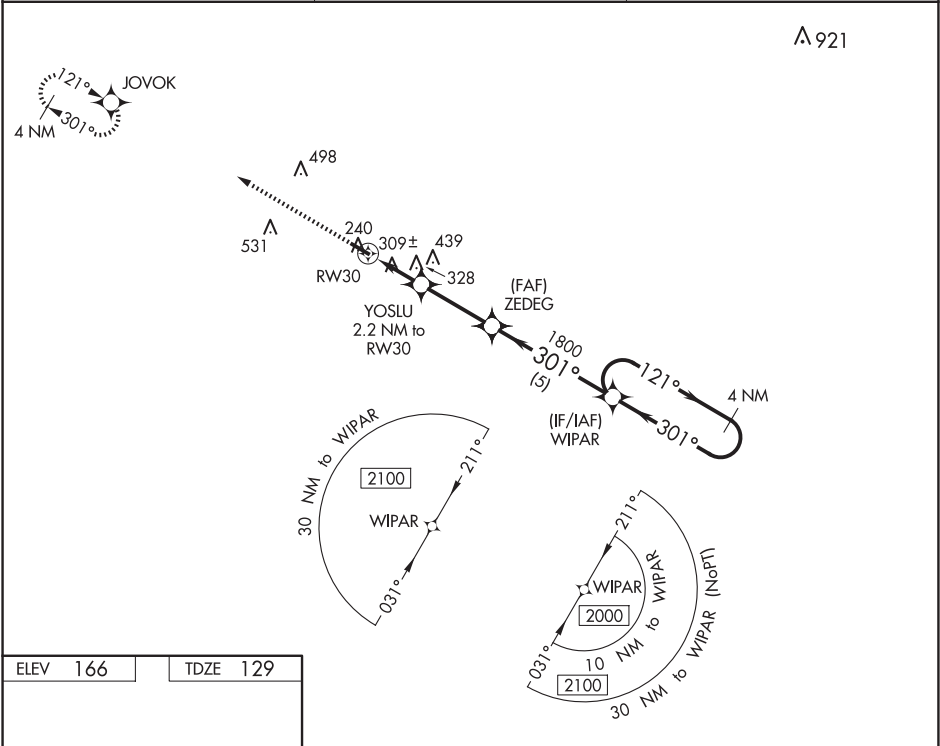 921
121°
JOVOK
4 NM
301°
498
531
240
309±
439
328
RW30
YOSLU
2.2 NM to
RW30
(FAF)
ZEDEG
1800
301°
(5)
121°
4 NM
301°
(IF/IAF)
WIPAR
30 NM to WIPAR
2100
211°
WIPAR
031°
211°
WIPAR
2000
031°
10 NM to WIPAR
2100
30 NM to WIPAR (NoPT)
ELEV 166
TDZE 129